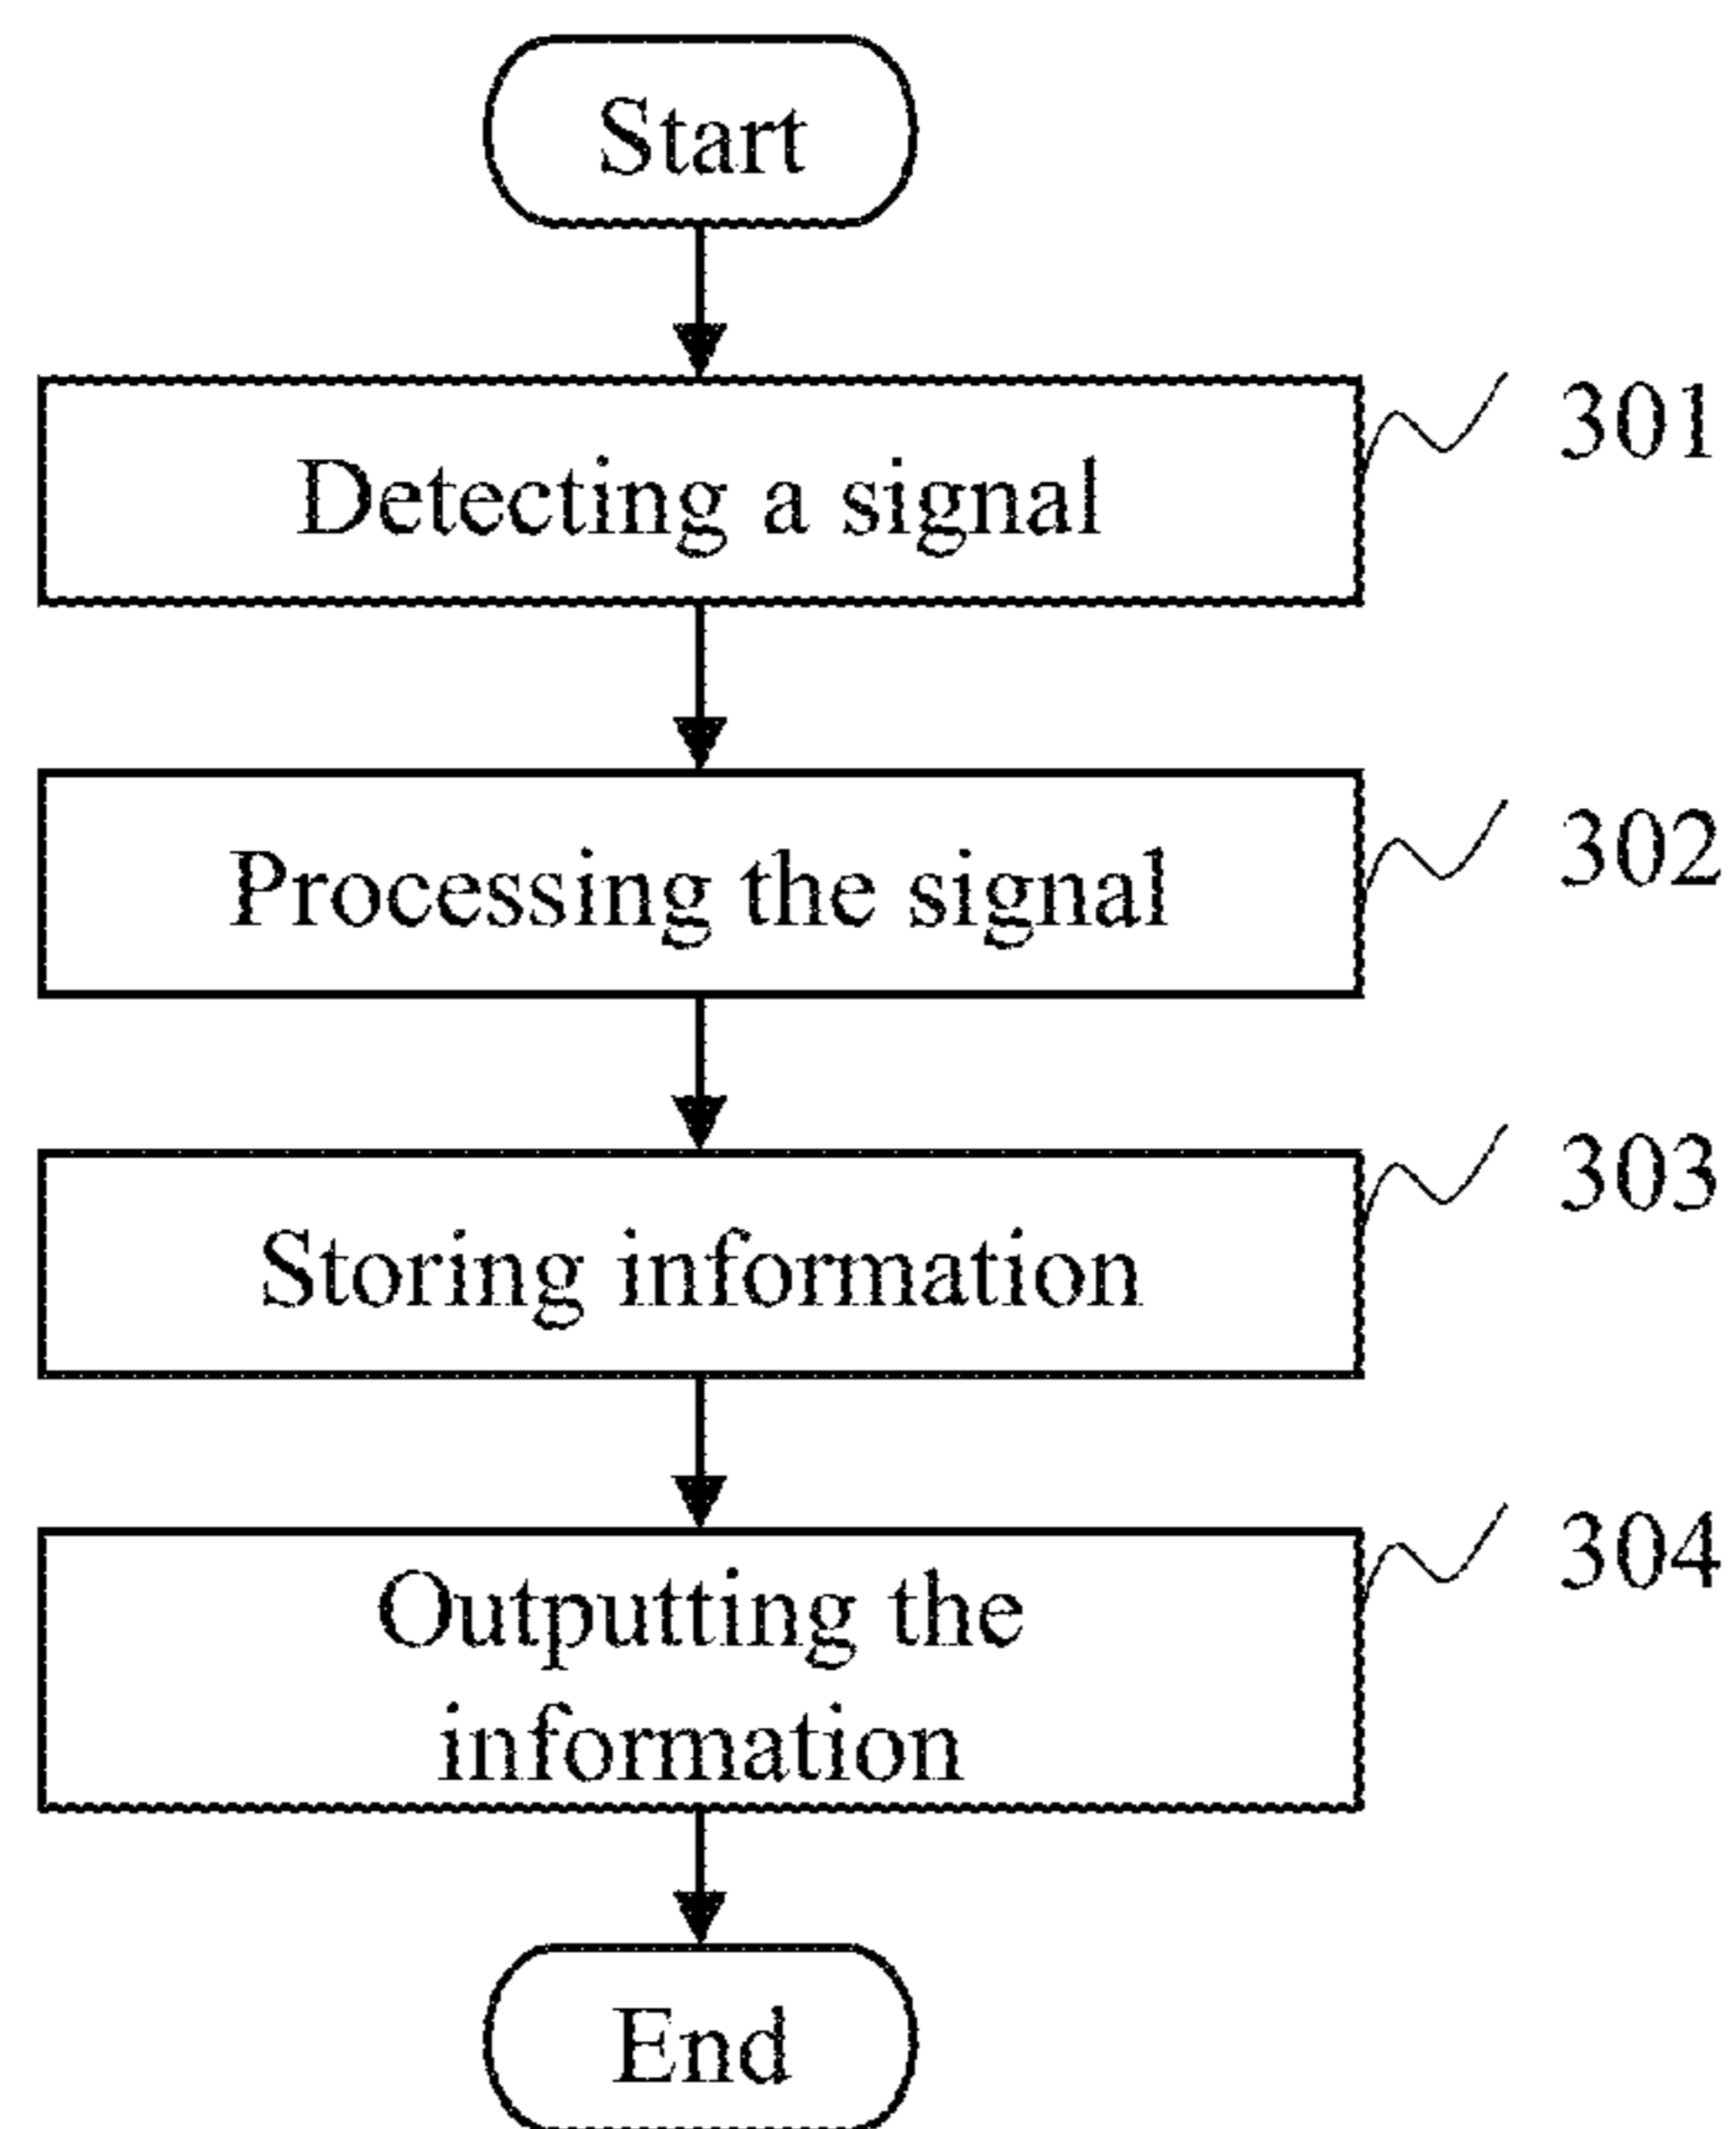 Start
Detecting a signal
301
Processing the signal
302
Storing information
303
Outputting the
information
304
End